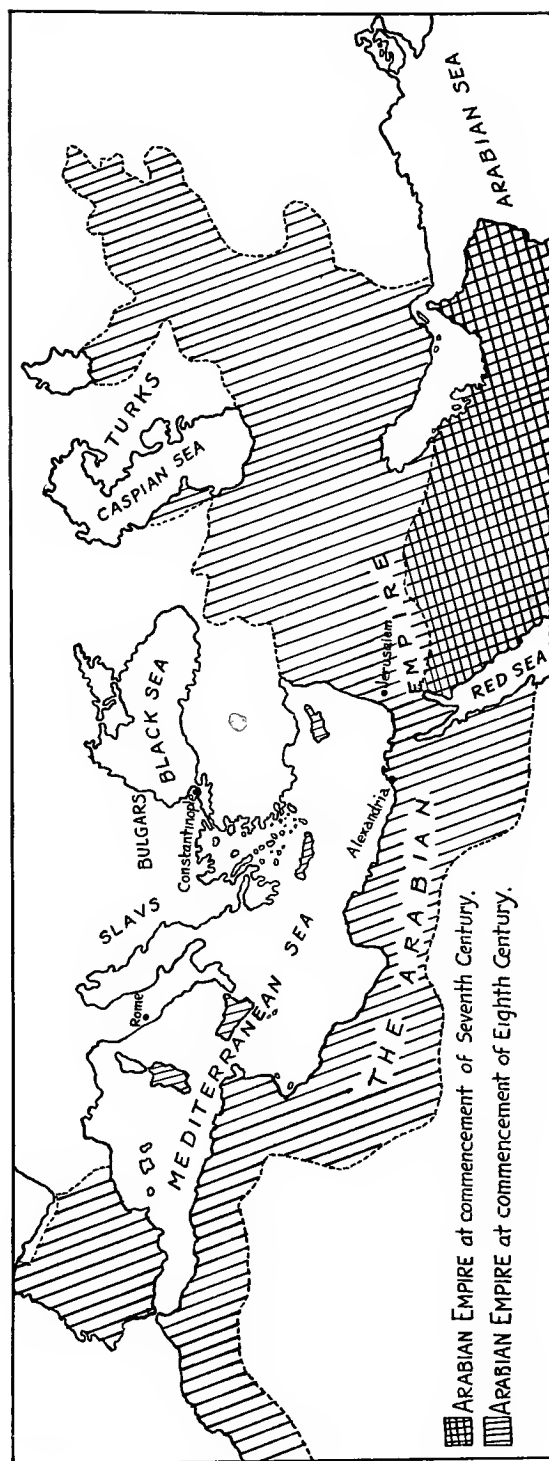 TURKS
CASPIAN SEA
BLACK SEA
BULGARS
Constantinople
SLAVS
Rome
MEDITERRANEAN SEA
Alexandria
Jerusalem
THE ARABIAN EMPIRE
RED SEA
ARABIAN SEA
ARABIAN EMPIRE at commencement of Seventh Century.
ARABIAN EMPIRE at commencement of Eighth Century.